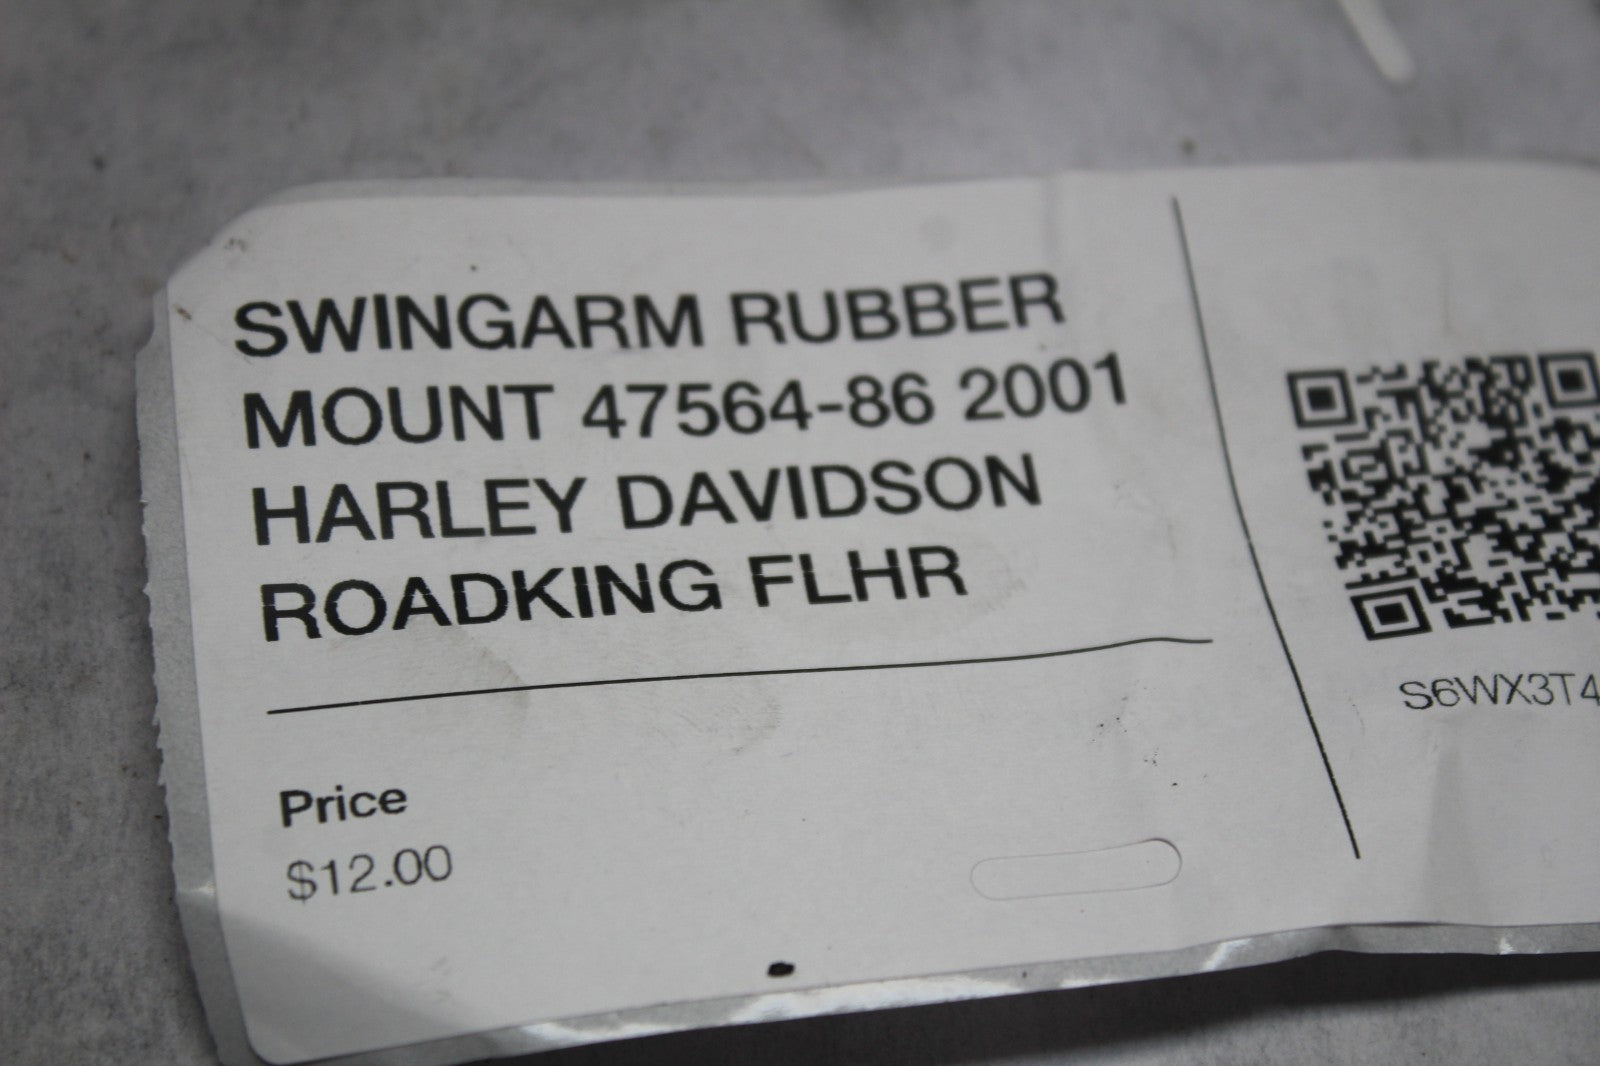 SWINGARM RUBBER
MOUNT 47564-86 2001
HARLEY DAVIDSON
ROADKING FLHR
Price
$12.00
S6WX3T4